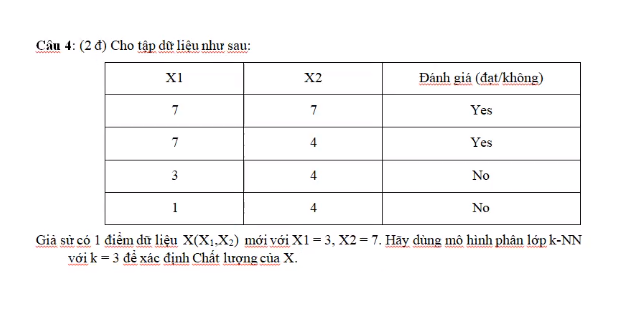 Câu 4: (2 đ) Cho tập dữ liệu như sau:
X1 X2 Đánh giá (đạt/không)
7 7 Yes
7 4 Yes
3 4 No
1 4 No
Giả sử có 1 điểm dữ liệu X(X₁,X₂) mới với X1 = 3, X2 = 7. Hãy dùng mô hình phân lớp k-NN
với k = 3 để xác định Chất lượng của X.